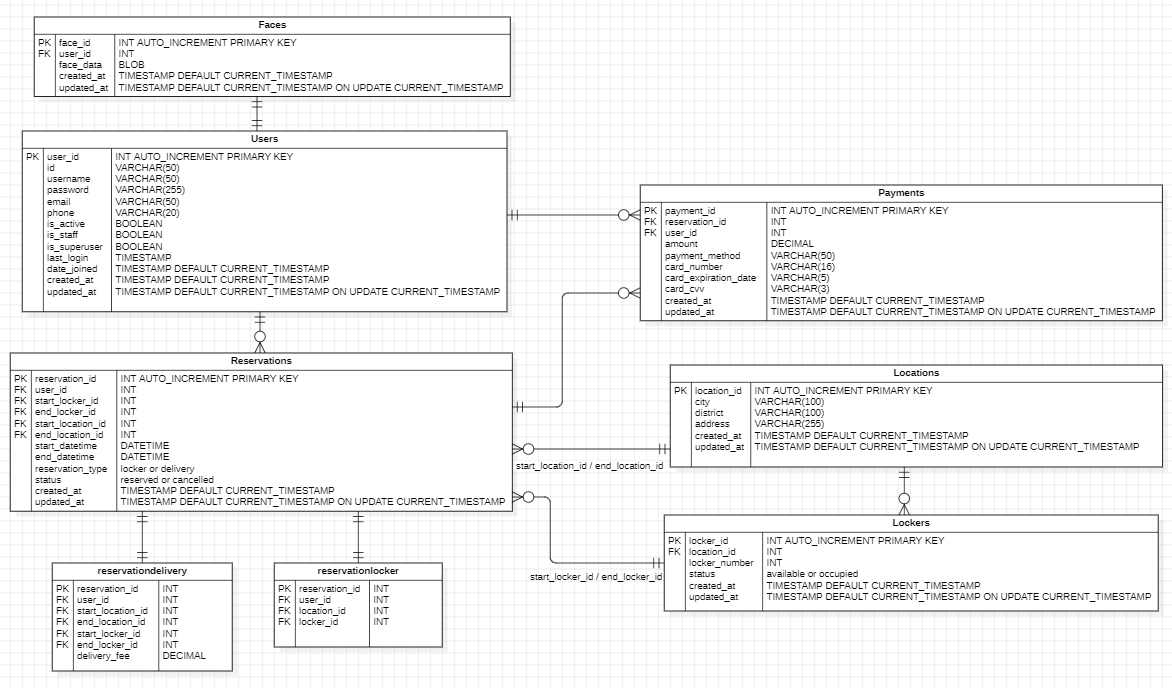 Faces
PK face_id INT AUTO_INCREMENT PRIMARY KEY
FK user_id INT
face_data BLOB
created_at TIMESTAMP DEFAULT CURRENT_TIMESTAMP
updated_at TIMESTAMP DEFAULT CURRENT_TIMESTAMP ON UPDATE CURRENT_TIMESTAMP
Users
PK user_id INT AUTO_INCREMENT PRIMARY KEY
id VARCHAR(50)
username VARCHAR(50)
password VARCHAR(255)
email VARCHAR(50)
phone VARCHAR(20)
is_active BOOLEAN
is_staff BOOLEAN
is_superuser BOOLEAN
last_login TIMESTAMP
date_joined TIMESTAMP DEFAULT CURRENT_TIMESTAMP
created_at TIMESTAMP DEFAULT CURRENT_TIMESTAMP
updated_at TIMESTAMP DEFAULT CURRENT_TIMESTAMP ON UPDATE CURRENT_TIMESTAMP
Payments
PK payment_id INT AUTO_INCREMENT PRIMARY KEY
FK reservation_id INT
FK user_id INT
amount DECIMAL
payment_method VARCHAR(50)
card_number VARCHAR(16)
card_expiration_date VARCHAR(5)
card_cvv VARCHAR(3)
created_at TIMESTAMP DEFAULT CURRENT_TIMESTAMP
updated_at TIMESTAMP DEFAULT CURRENT_TIMESTAMP ON UPDATE CURRENT_TIMESTAMP
Reservations
PK reservation_id INT AUTO_INCREMENT PRIMARY KEY
FK user_id INT
FK start_locker_id INT
FK end_locker_id INT
FK start_location_id INT
FK end_location_id INT
start_datetime DATETIME
end_datetime DATETIME
reservation_type locker or delivery
status reserved or cancelled
created_at TIMESTAMP DEFAULT CURRENT_TIMESTAMP
updated_at TIMESTAMP DEFAULT CURRENT_TIMESTAMP ON UPDATE CURRENT_TIMESTAMP
Locations
PK location_id INT AUTO_INCREMENT PRIMARY KEY
city VARCHAR(100)
district VARCHAR(100)
address VARCHAR(255)
created_at TIMESTAMP DEFAULT CURRENT_TIMESTAMP
updated_at TIMESTAMP DEFAULT CURRENT_TIMESTAMP ON UPDATE CURRENT_TIMESTAMP
start_location_id / end_location_id
Lockers
PK locker_id INT AUTO_INCREMENT PRIMARY KEY
FK location_id INT
locker_number INT
status available or occupied
created_at TIMESTAMP DEFAULT CURRENT_TIMESTAMP
updated_at TIMESTAMP DEFAULT CURRENT_TIMESTAMP ON UPDATE CURRENT_TIMESTAMP
start_locker_id / end_locker_id
reservationdelivery
PK reservation_id INT
FK user_id INT
FK start_location_id INT
FK end_location_id INT
FK start_locker_id INT
FK end_locker_id INT
delivery_fee DECIMAL
reservationlocker
PK reservation_id INT
FK user_id INT
FK location_id INT
FK locker_id INT